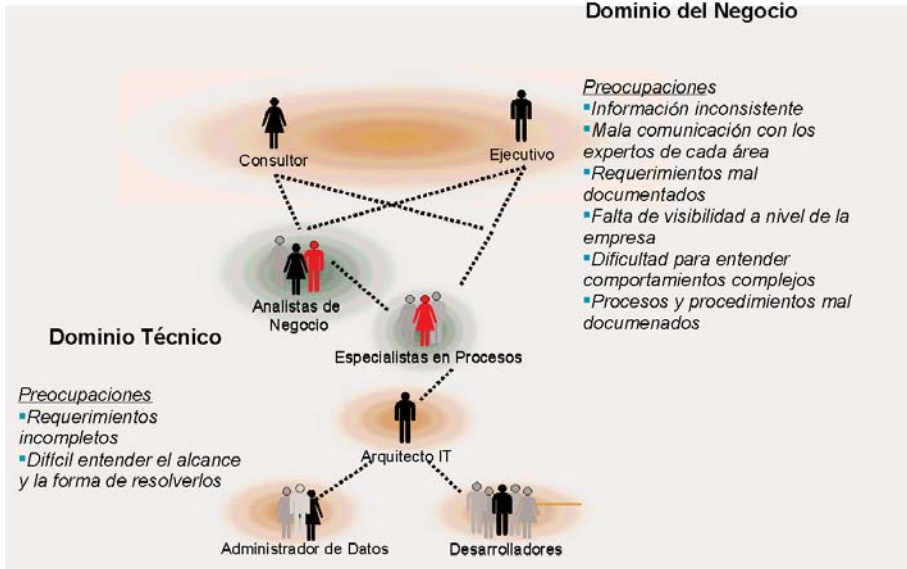 Dominio del Negocio
Preocupaciones
▪Información inconsistente
▪Mala comunicación con los
expertos de cada área
▪Requerimientos mal
documentados
▪Falta de visibilidad a nivel de la
empresa
▪Dificultad para entender
comportamientos complejos
▪Procesos y procedimientos mal
documenados
Consultor
Ejecutivo
Analistas de
Negocio
Especialistas en Procesos
Dominio Técnico
Preocupaciones
▪Requerimientos
incompletos
▪Difícil entender el alcance
y la forma de resolverlos
Arquitecto IT
Administrador de Datos
Desarrolladores